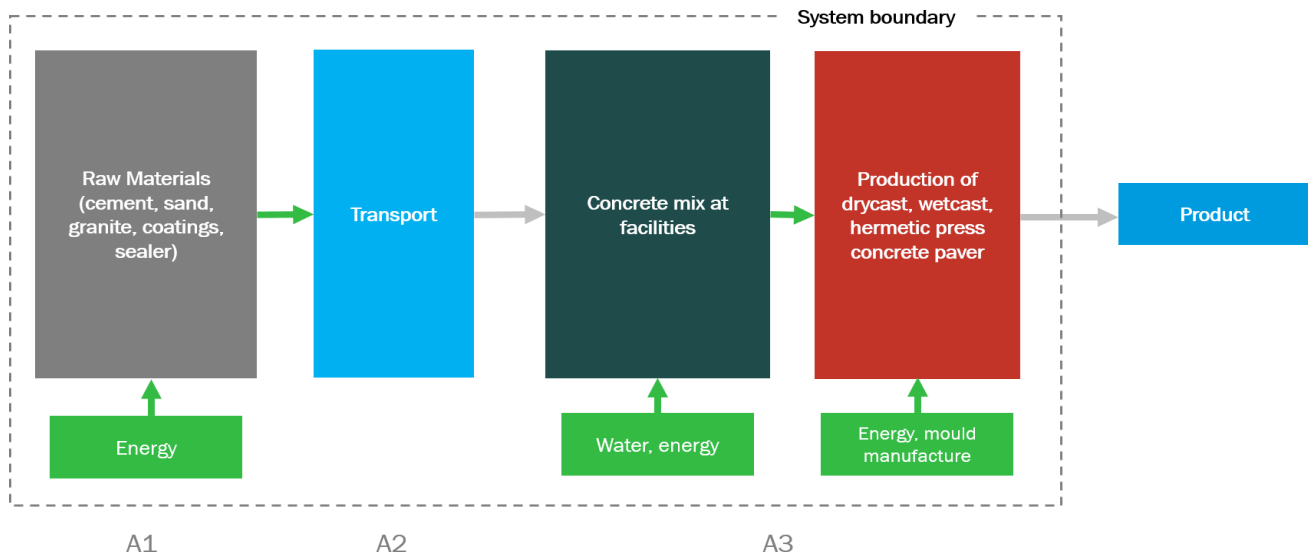 System boundary
Raw Materials
(cement, sand,
granite, coatings,
sealer)
Transport
Concrete mix at
facilities
Production of
drycast, wetcast,
hermetic press
concrete paver
Product
Energy
Water, energy
Energy, mould
manufacture
A1
A2
A3